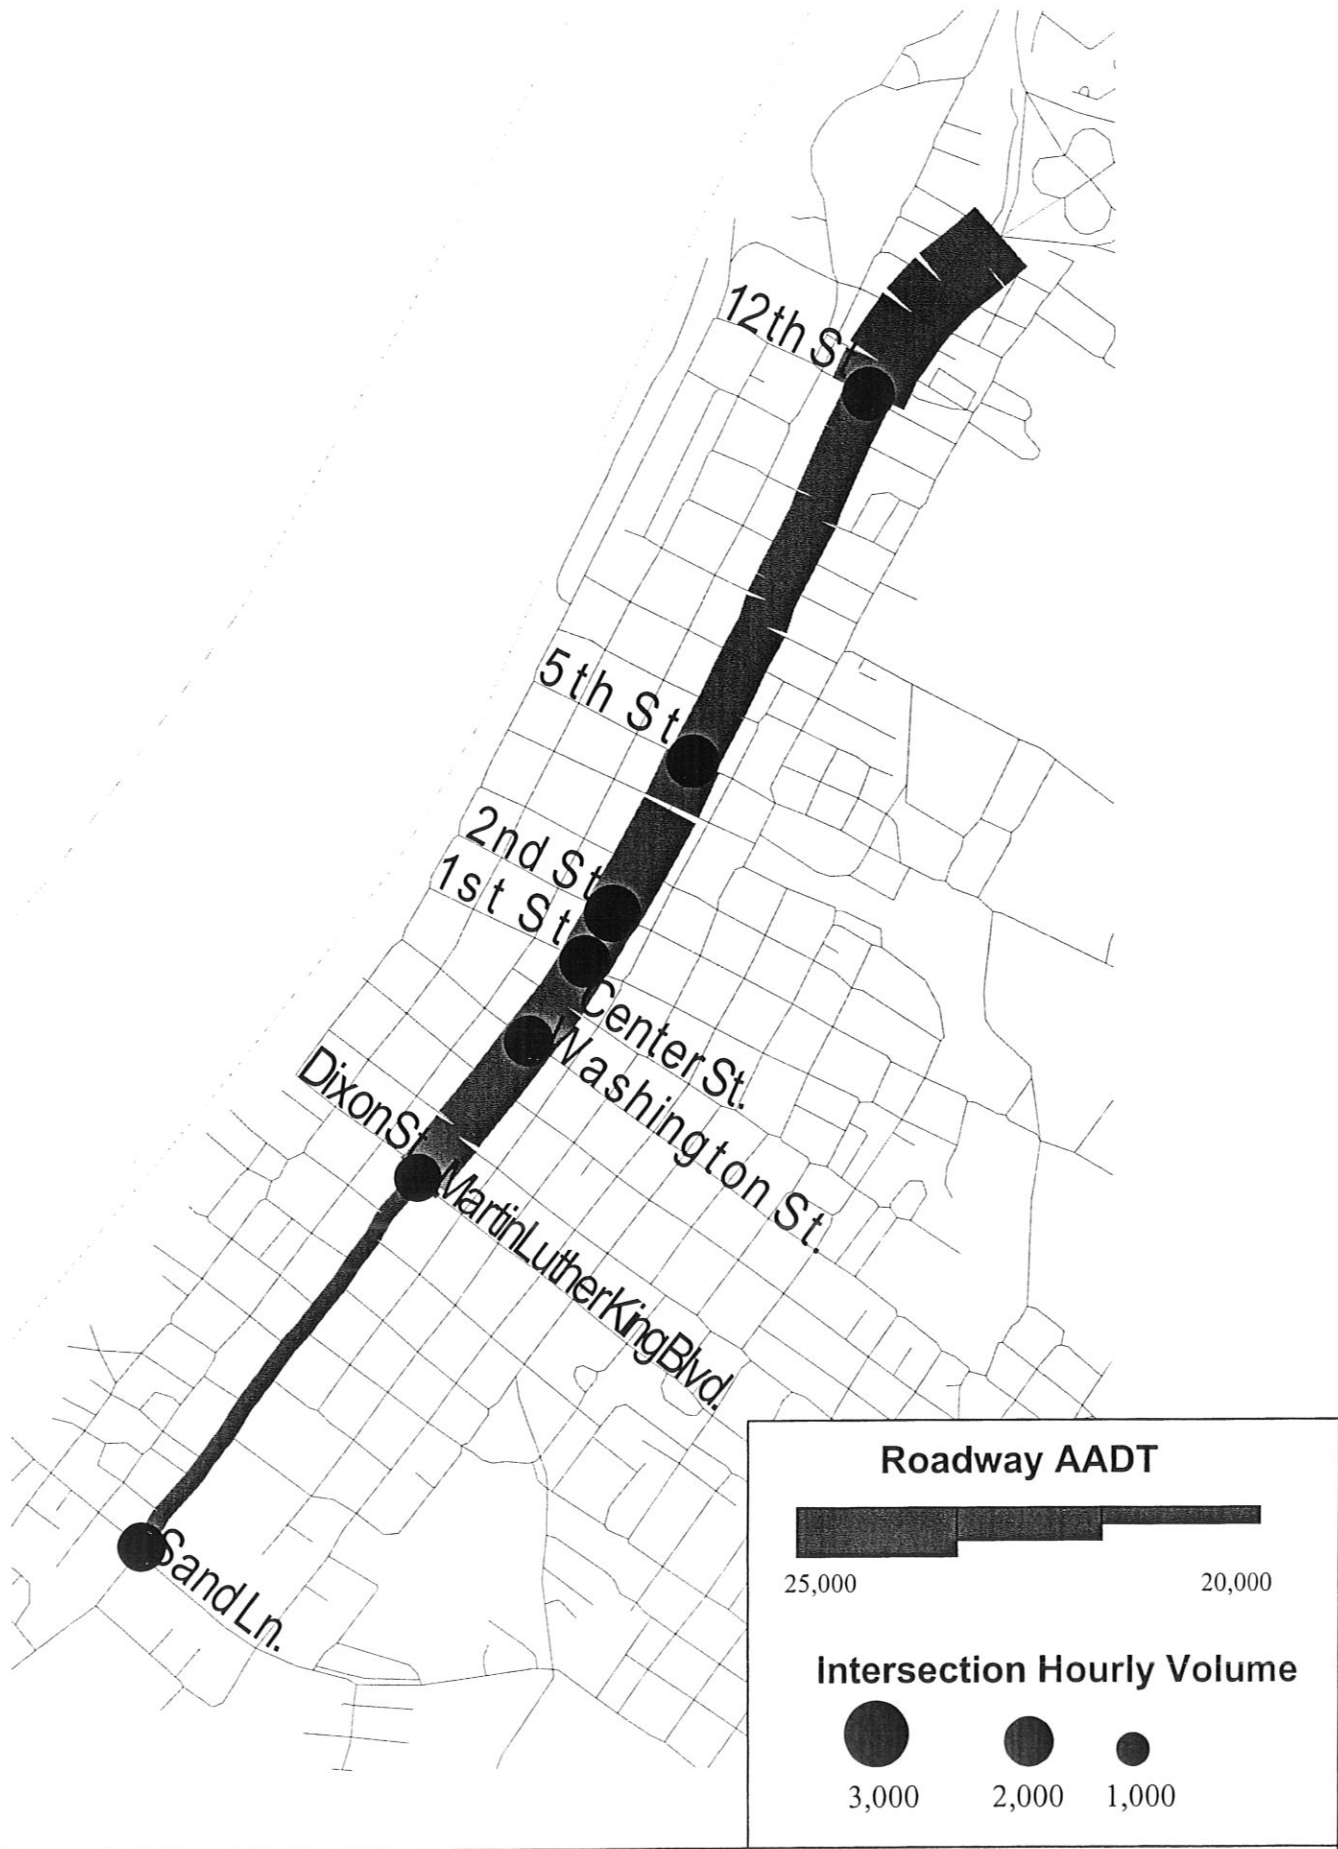 12th St
5th St
2nd St
1st St
Center St.
Washington St.
Dixon St
Martin Luther King Blvd.
Sand Ln.
Roadway AADT
25,000 20,000
Intersection Hourly Volume
3,000 2,000 1,000